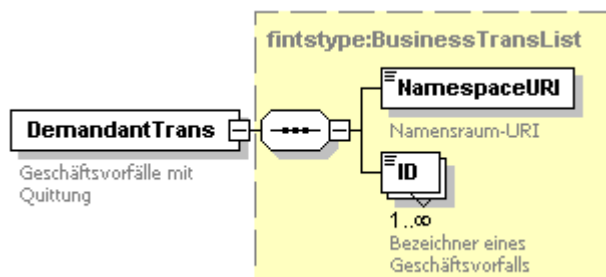 fintstype:BusinessTransList
NamespaceURI
Namensraum-URI
DemandantTrans
Geschäftsvorfälle mit
Quittung
ID
1..∞
Bezeichner eines
Geschäftsvorfalls